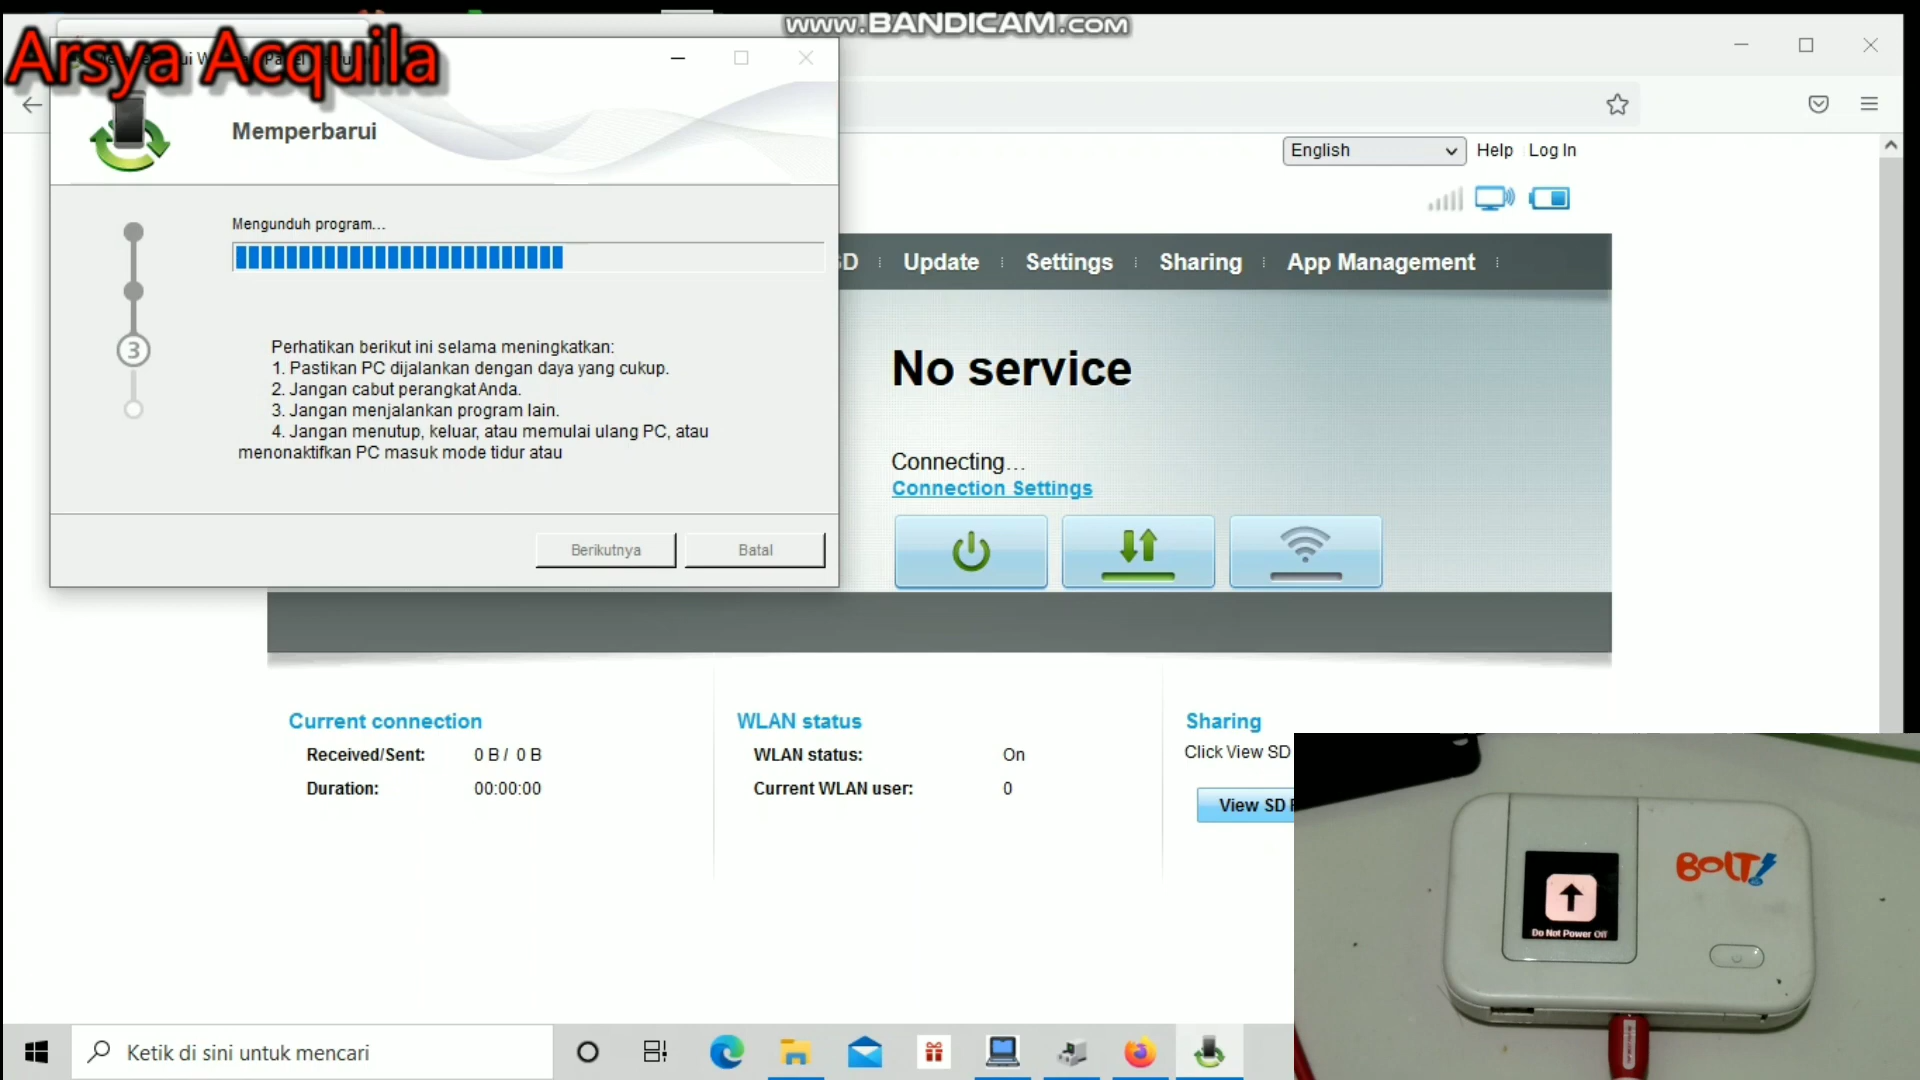 www.BANDICAM.com
Arsya Acquila
Memperbarui
Mengunduh program...
3
Perhatikan berikut ini selama meningkatkan:
1. Pastikan PC dijalankan dengan daya yang cukup.
2. Jangan cabut perangkat Anda.
3. Jangan menjalankan program lain.
4. Jangan menutup, keluar, atau memulai ulang PC, atau
menonaktifkan PC masuk mode tidur atau
Berikutnya
Batal
English
Help
Log In
Update
Settings
Sharing
App Management
No service
Connecting...
Connection Settings
Current connection
Received/Sent: 0 B / 0 B
Duration: 00:00:00
WLAN status
WLAN status: On
Current WLAN user: 0
Sharing
Click View SD
View SD
BOLT!
Do Not Power Off
Ketik di sini untuk mencari